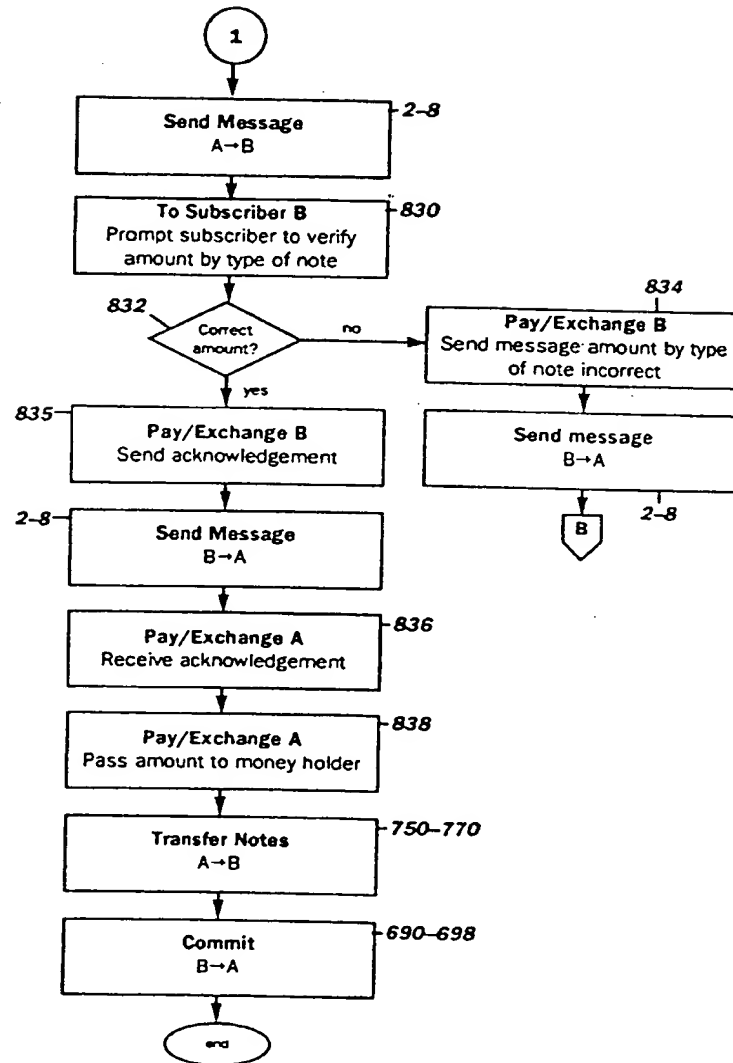 1
2-8
Send Message
A→B
To Subscriber B
Prompt subscriber to verify
amount by type of note
830
832
Correct
amount?
no
yes
834
Pay/Exchange B
Send message amount by type
of note incorrect
Send message
B→A
2-8
B
835
Pay/Exchange B
Send acknowledgement
2-8
Send Message
B→A
Pay/Exchange A
Receive acknowledgement
836
Pay/Exchange A
Pass amount to money holder
838
Transfer Notes
A→B
750-770
Commit
B→A
690-698
end